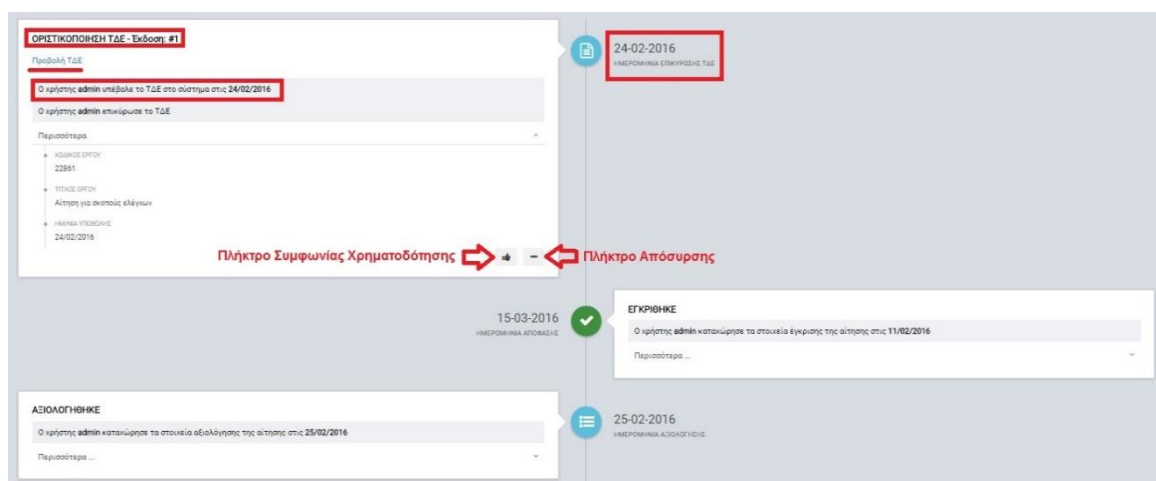 ΟΡΙΣΤΙΚΟΠΟΙΗΣΗ ΤΔΕ - Έκδοση: #1
Προβολή ΤΔΕ
Ο χρήστης admin υπέβαλε το ΤΔΕ στο σύστημα στις 24/02/2016
Ο χρήστης admin επικύρωσε το ΤΔΕ
Περισσότερα
ΚΩΔΙΚΟΣ ΕΡΓΟΥ
22861
ΤΙΤΛΟΣ ΕΡΓΟΥ
Αίτηση για σκοπούς ελέγχων
ΗΜ/ΝΙΑ ΥΠΟΒΟΛΗΣ
24/02/2016
Πλήκτρο Συμφωνίας Χρηματοδότησης
Πλήκτρο Απόσυρσης
24-02-2016
ΗΜΕΡΟΜΗΝΙΑ ΕΠΙΚΥΡΩΣΗΣ ΤΔΕ
15-03-2016
ΗΜΕΡΟΜΗΝΙΑ ΑΠΟΦΑΣΗΣ
ΕΓΚΡΙΘΗΚΕ
Ο χρήστης admin καταχώρησε τα στοιχεία έγκρισης της αίτησης στις 11/02/2016
Περισσότερα ...
ΑΞΙΟΛΟΓΗΘΗΚΕ
Ο χρήστης admin καταχώρησε τα στοιχεία αξιολόγησης της αίτησης στις 25/02/2016
Περισσότερα ...
25-02-2016
ΗΜΕΡΟΜΗΝΙΑ ΑΞΙΟΛΟΓΗΣΗΣ